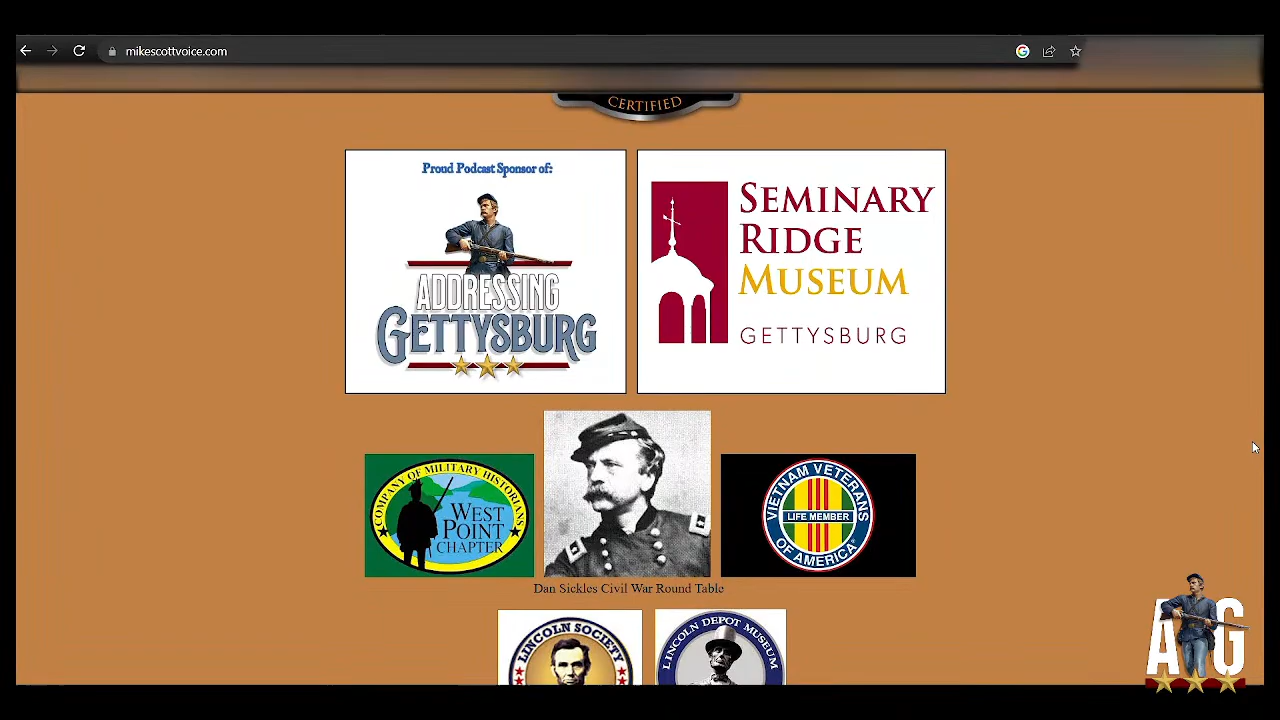 mikescottvoice.com
CERTIFIED
Proud Podcast Sponsor of:
ADDRESSING
GETTYSBURG
SEMINARY
RIDGE
MUSEUM
GETTYSBURG
COMPANY OF MILITARY HISTORIANS
WEST
POINT
CHAPTER
VIETNAM VETERANS
LIFE MEMBER
OF AMERICA
Dan Sickles Civil War Round Table
LINCOLN SOCIETY
LINCOLN DEPOT MUSEUM
AG